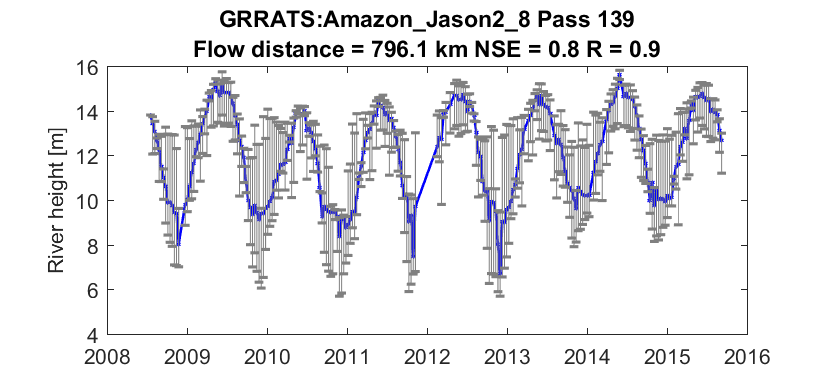 GRRATS:Amazon_Jason2_8 Pass 139
Flow distance = 796.1 km NSE = 0.8 R = 0.9
River height [m]
16
14
12
10
8
6
4
2008 2009 2010 2011 2012 2013 2014 2015 2016